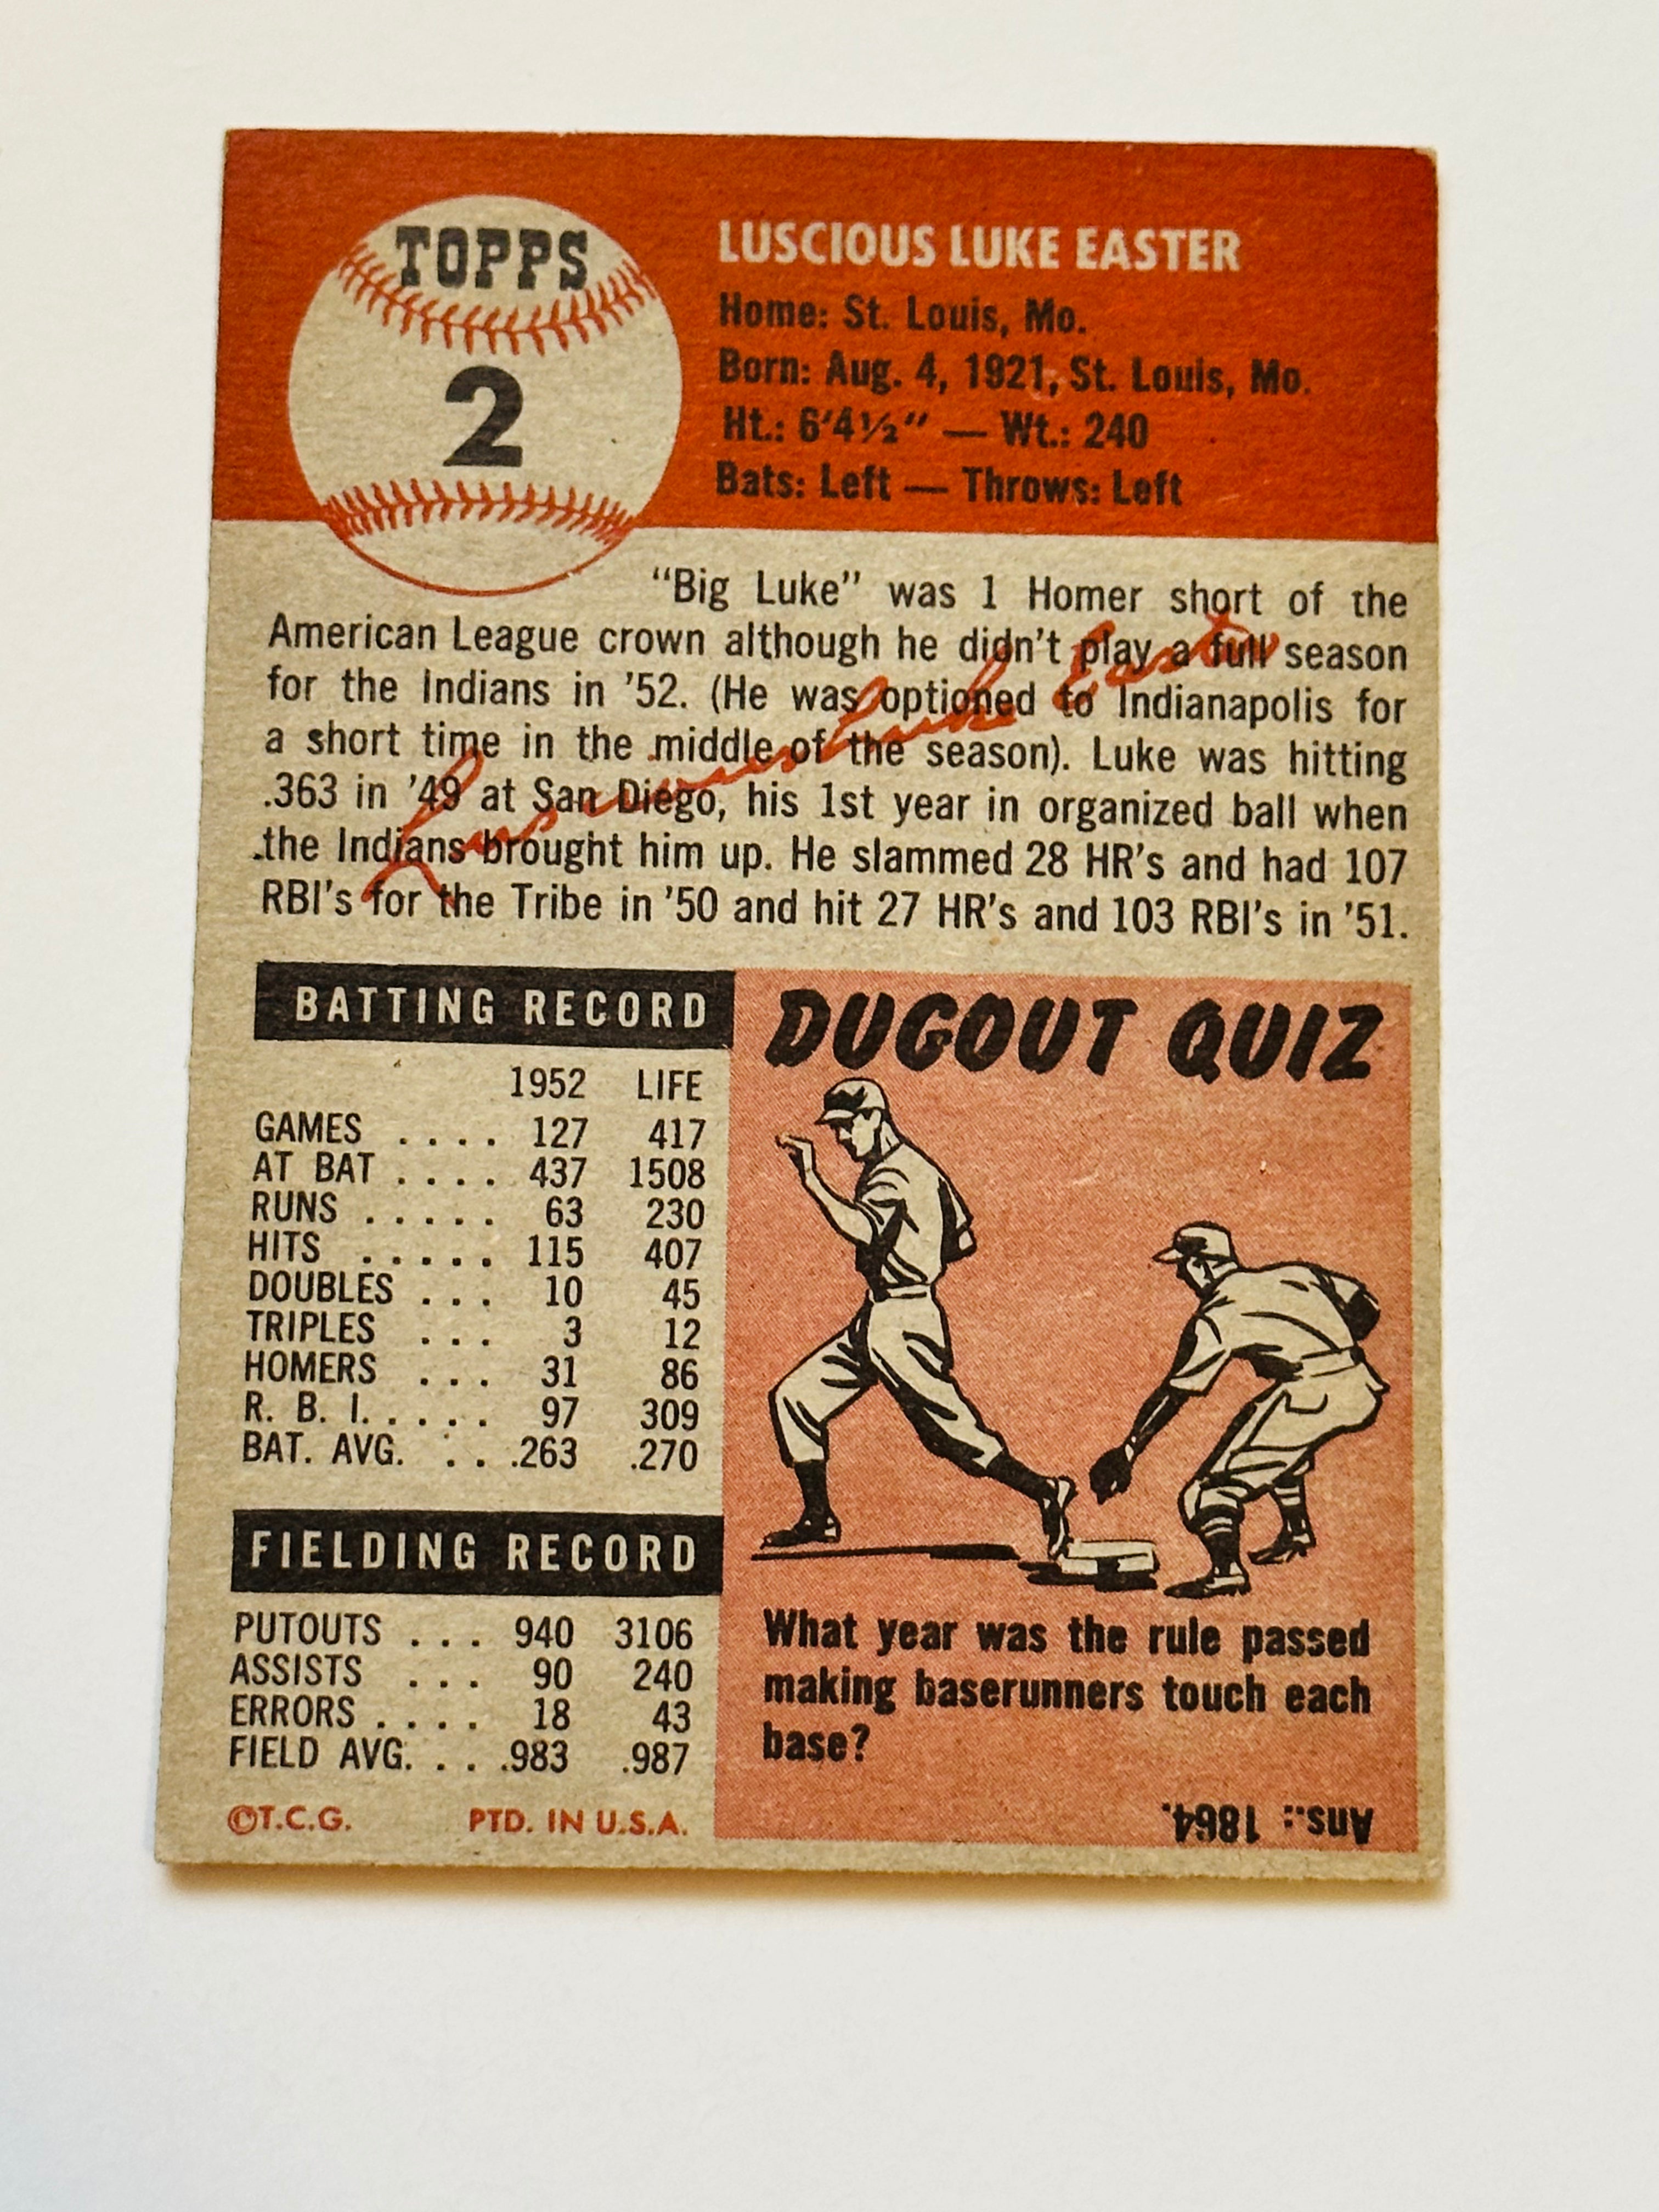 TOPPS
2
LUSCIOUS LUKE EASTER
Home: St. Louis, Mo.
Born: Aug. 4, 1921, St. Louis, Mo.
Ht.: 6'4½" — Wt.: 240
Bats: Left — Throws: Left
"Big Luke" was 1 Homer short of the
American League crown although he didn't play a full season
for the Indians in '52. (He was optioned to Indianapolis for
a short time in the middle of the season). Luke was hitting
.363 in '49 at San Diego, his 1st year in organized ball when
the Indians brought him up. He slammed 28 HR's and had 107
RBI's for the Tribe in '50 and hit 27 HR's and 103 RBI's in '51.
Luscious Luke Easter
BATTING RECORD
1952 LIFE
GAMES .... 127 417
AT BAT .... 437 1508
RUNS ..... 63 230
HITS ..... 115 407
DOUBLES ... 10 45
TRIPLES ... 3 12
HOMERS ... 31 86
R. B. I. .... 97 309
BAT. AVG. ... .263 .270
FIELDING RECORD
PUTOUTS ... 940 3106
ASSISTS ... 90 240
ERRORS .... 18 43
FIELD AVG. ... .983 .987
©T.C.G. PTD. IN U.S.A.
DUGOUT QUIZ
What year was the rule passed
making baserunners touch each
base?
Ans.: 1864.